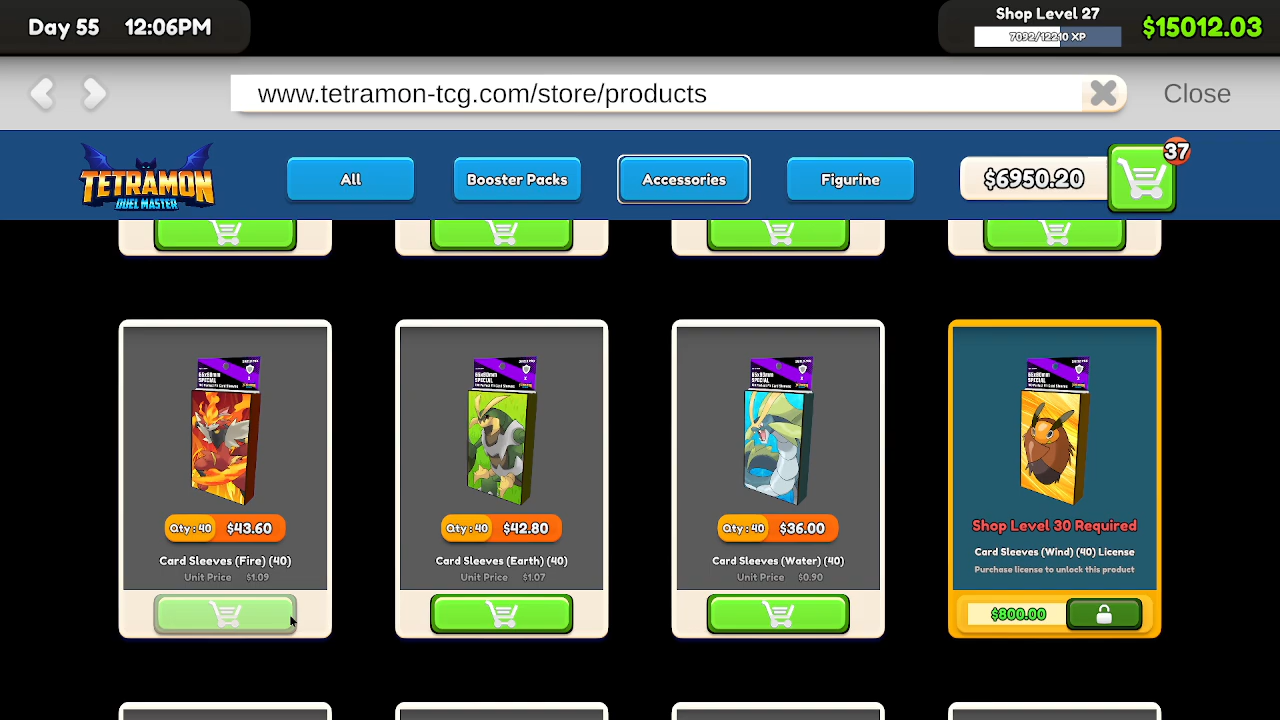 Day 55 12:06PM
Shop Level 27
7092/12210 XP
$15012.03
www.tetramon-tcg.com/store/products
Close
TETRAMON
DUEL MASTER
All
Booster Packs
Accessories
Figurine
$6950.20
37
Qty : 40 $43.60
Card Sleeves (Fire) (40)
Unit Price $1.09
Qty : 40 $42.80
Card Sleeves (Earth) (40)
Unit Price $1.07
Qty : 40 $36.00
Card Sleeves (Water) (40)
Unit Price $0.90
Shop Level 30 Required
Card Sleeves (Wind) (40) License
Purchase license to unlock this product
$800.00